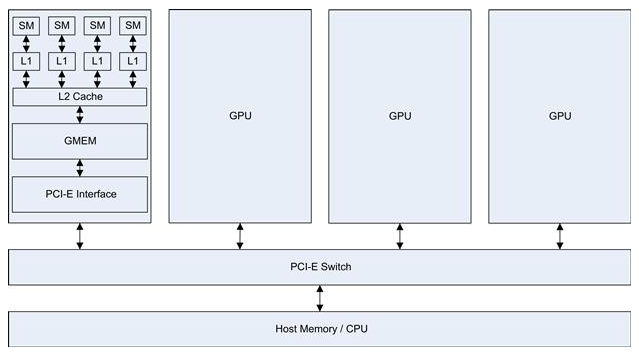 SM SM SM SM
L1 L1 L1 L1
L2 Cache
GMEM
PCI-E Interface
GPU
GPU
GPU
PCI-E Switch
Host Memory / CPU